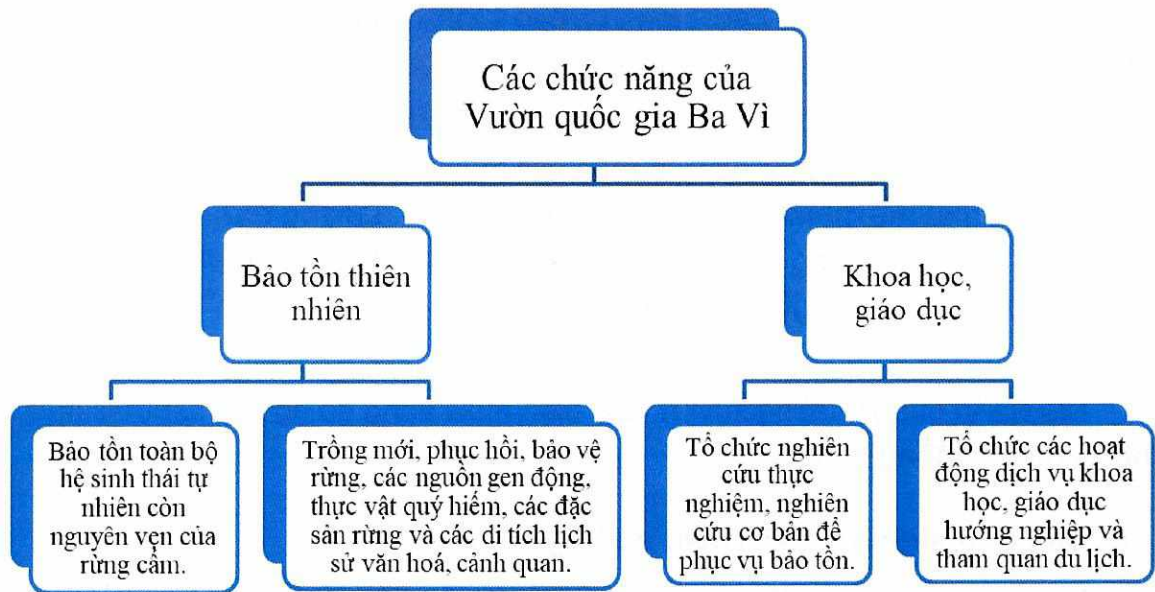 Các chức năng của
Vườn quốc gia Ba Vì
Bảo tồn thiên
nhiên
Khoa học,
giáo dục
Bảo tồn toàn bộ
hệ sinh thái tự
nhiên còn
nguyên vẹn của
rừng cấm.
Trồng mới, phục hồi, bảo vệ
rừng, các nguồn gen động,
thực vật quý hiếm, các đặc
sản rừng và các di tích lịch
sử văn hoá, cảnh quan.
Tổ chức nghiên
cứu thực
nghiệm, nghiên
cứu cơ bản để
phục vụ bảo tồn.
Tổ chức các hoạt
động dịch vụ khoa
học, giáo dục
hướng nghiệp và
tham quan du lịch.